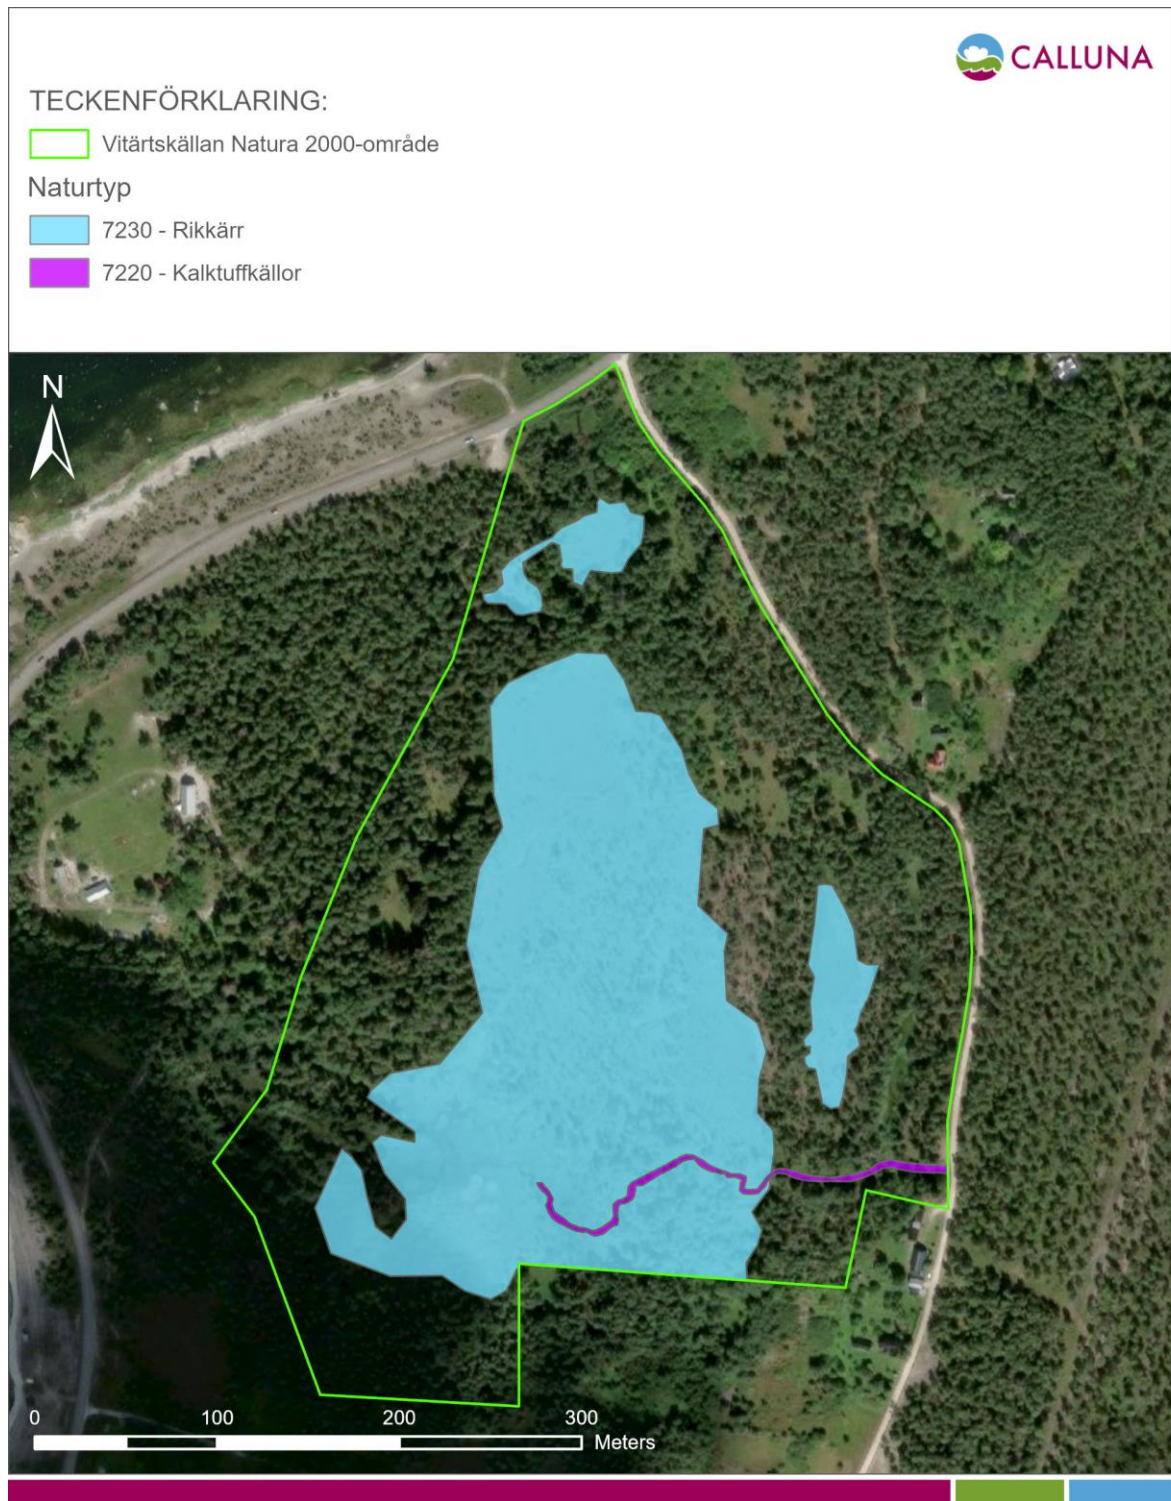 CALLUNA
TECKENFÖRKLARING:
Vitärtskällan Natura 2000-område
Naturtyp
7230 - Rikkärr
7220 - Kalktuffkällor
N
0 100 200 300
Meters